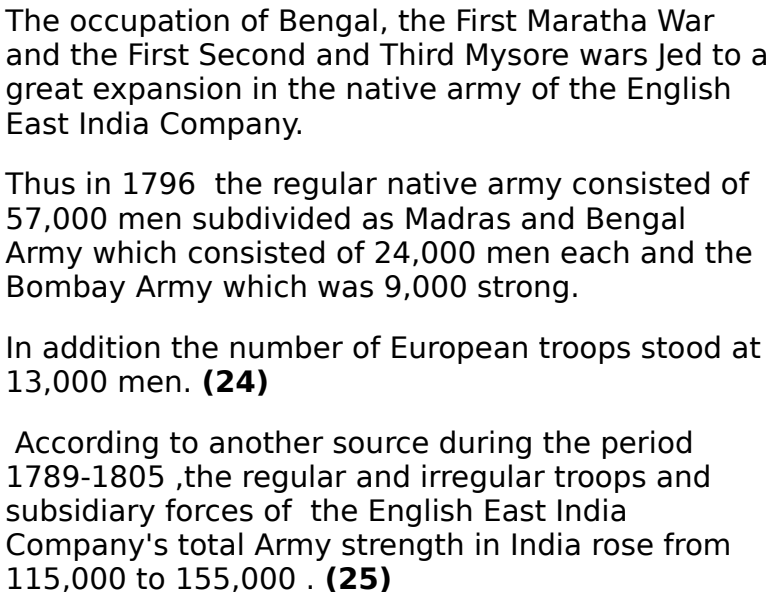 The occupation of Bengal, the First Maratha War
and the First Second and Third Mysore wars Jed to a
great expansion in the native army of the English
East India Company.
Thus in 1796  the regular native army consisted of
57,000 men subdivided as Madras and Bengal
Army which consisted of 24,000 men each and the
Bombay Army which was 9,000 strong.
In addition the number of European troops stood at
13,000 men. (24)
According to another source during the period
1789-1805 ,the regular and irregular troops and
subsidiary forces of  the English East India
Company's total Army strength in India rose from
115,000 to 155,000 . (25)